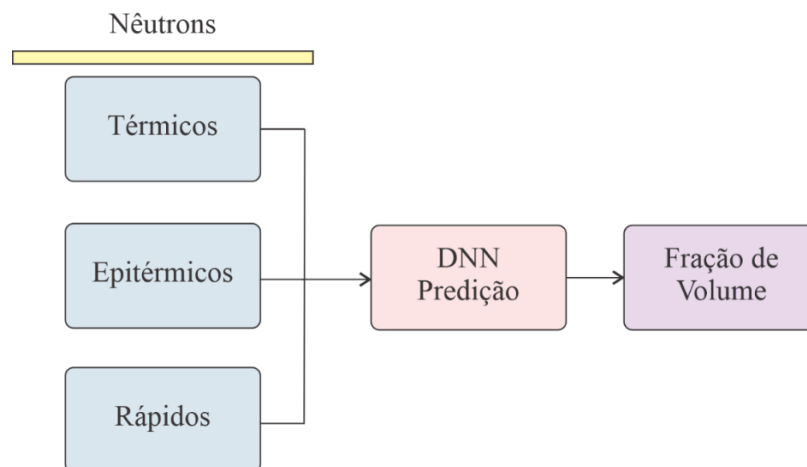 Nêutrons
Térmicos
Epitérmicos
Rápidos
DNN
Predição
Fração de
Volume